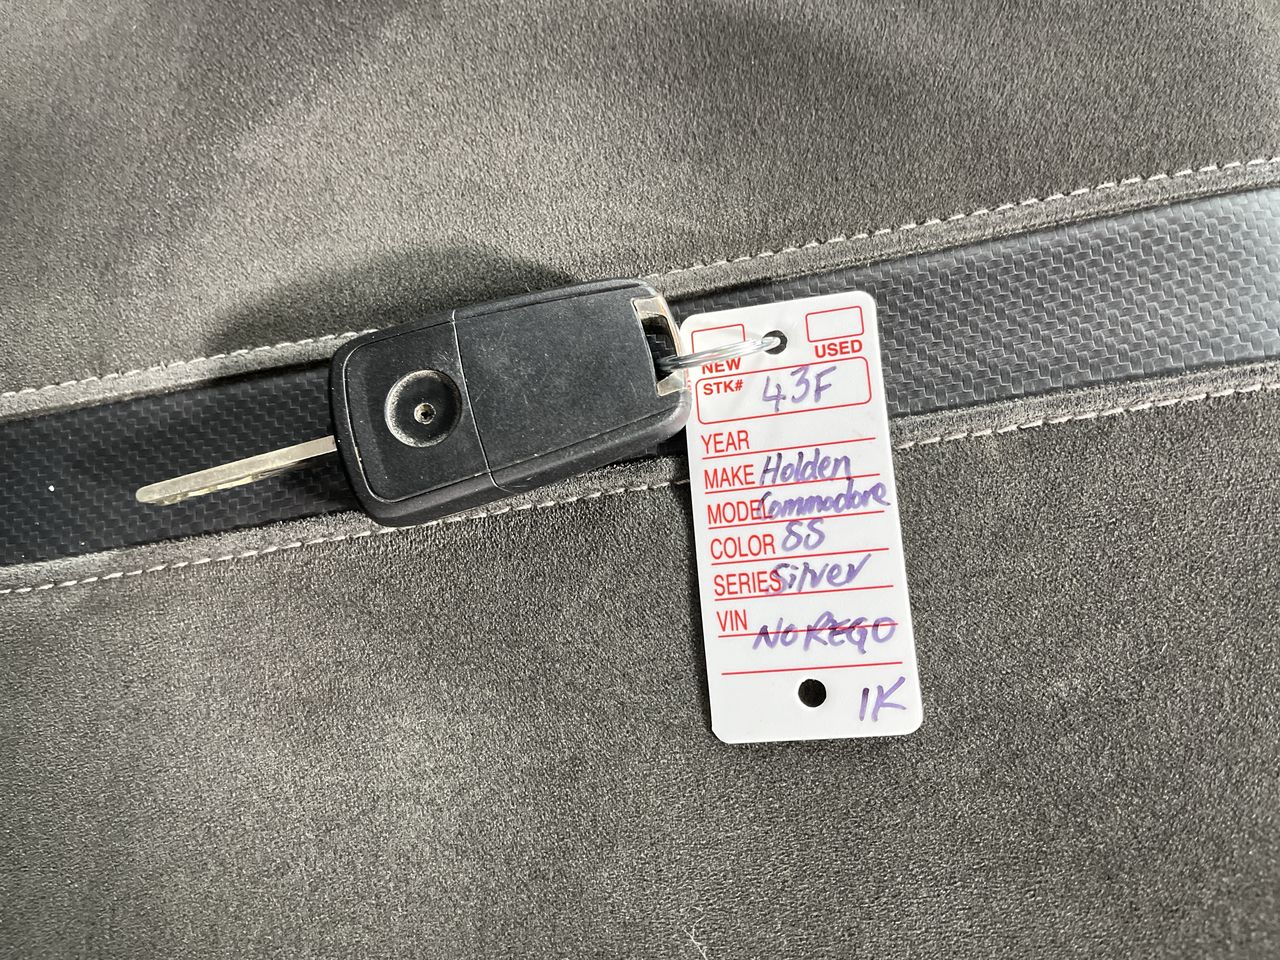 NEW USED
STK# 43F
YEAR
MAKE Holden
MODEL Commodore
COLOR SS
SERIES Silver
VIN NO REGO
1K